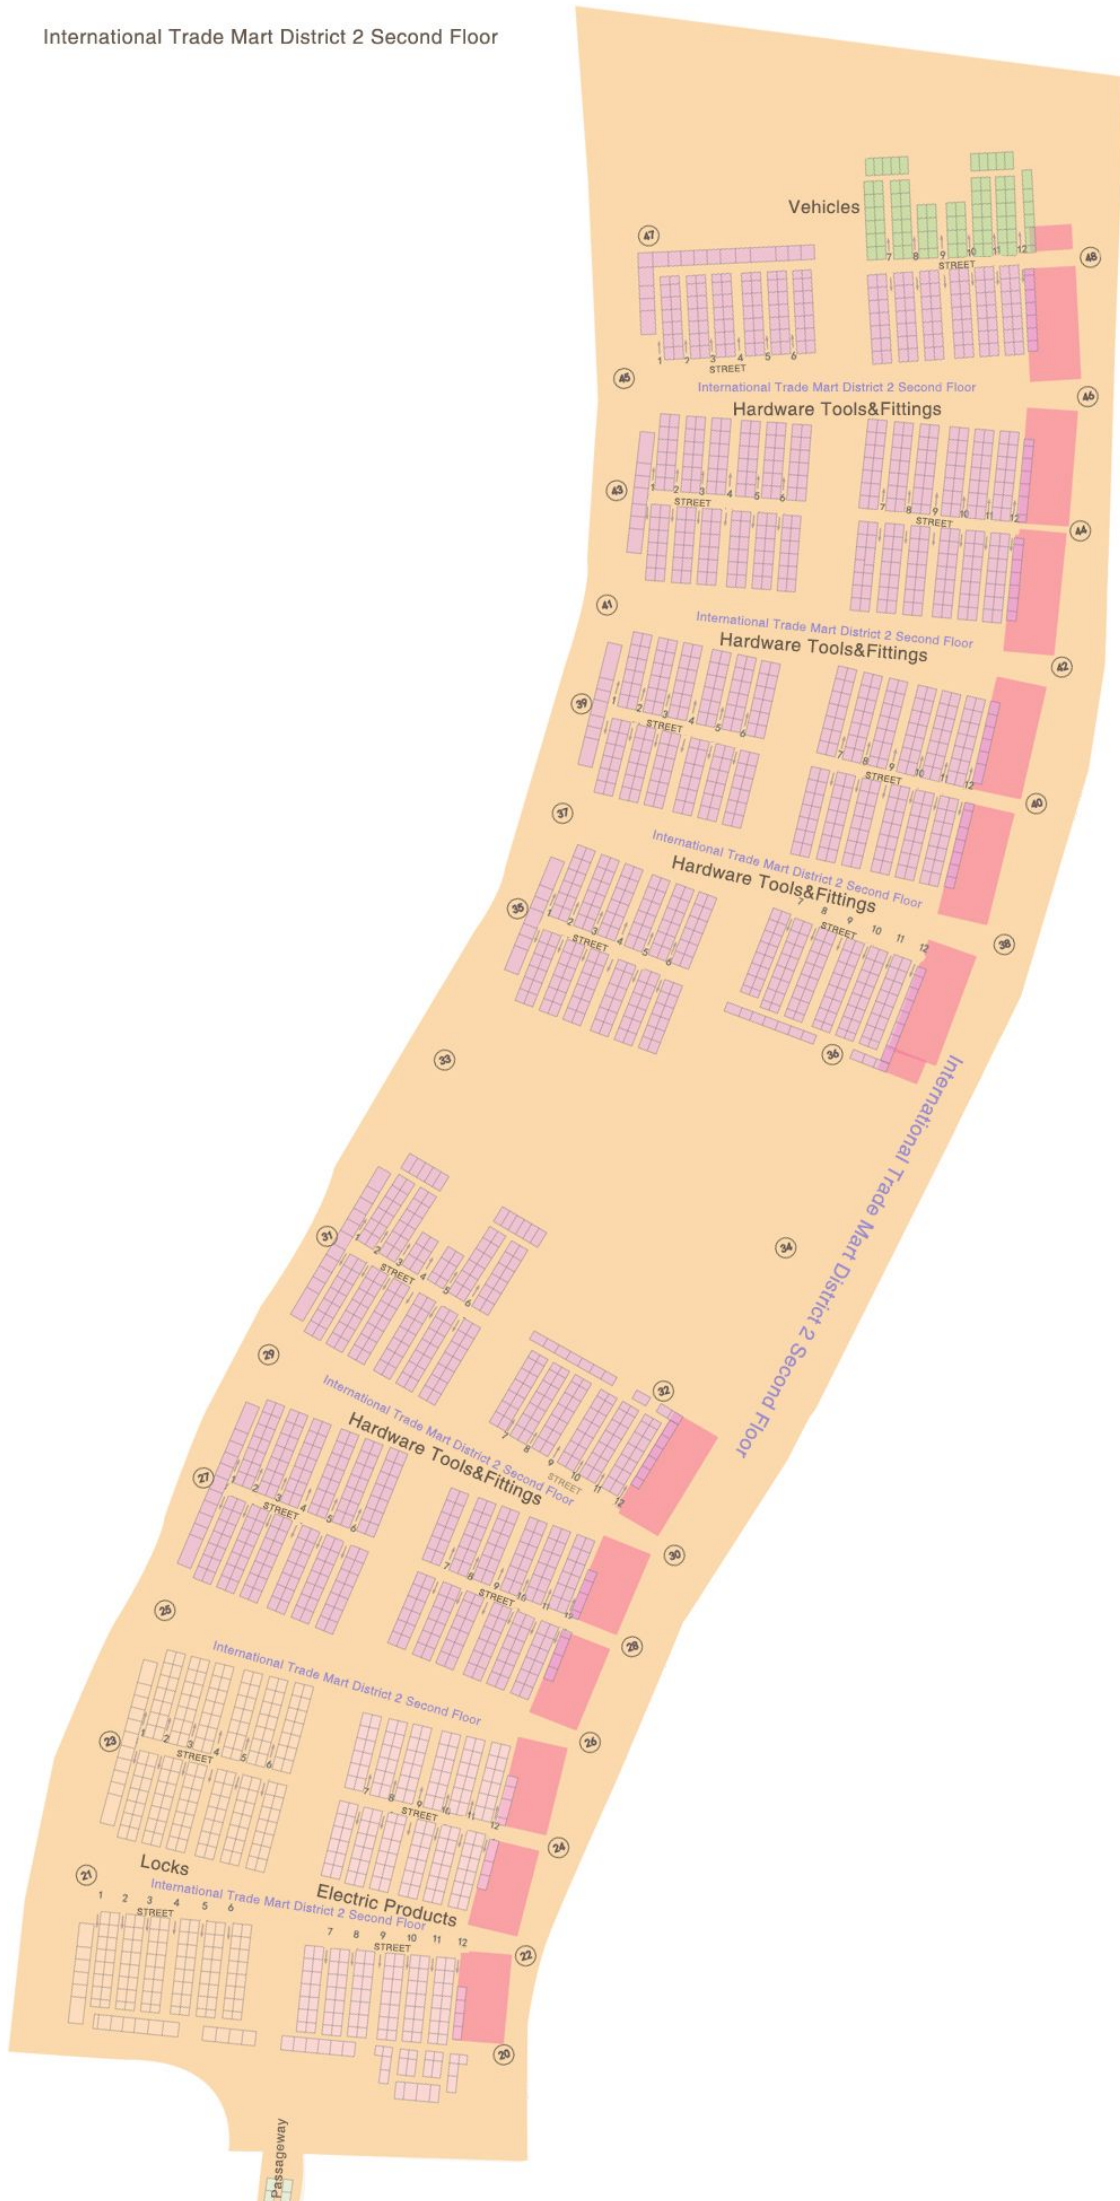 International Trade Mart District 2 Second Floor
Vehicles
47
7 8 9 10 11 12
STREET
48
1 2 3 4 5 6
STREET
45
International Trade Mart District 2 Second Floor
46
Hardware Tools&Fittings
43
1 2 3 4 5 6
STREET
7 8 9 10 11 12
STREET
44
41
International Trade Mart District 2 Second Floor
Hardware Tools&Fittings
42
39
1 2 3 4 5 6
STREET
7 8 9 10 11 12
STREET
40
37
International Trade Mart District 2 Second Floor
Hardware Tools&Fittings
35
1 2 3 4 5 6
STREET
7 8 9 10 11 12
STREET
38
33
36
International Trade Mart District 2 Second Floor
31
1 2 3 4 5 6
STREET
34
29
32
International Trade Mart District 2 Second Floor
Hardware Tools&Fittings
7 8 9 10 11 12
STREET
27
1 2 3 4 5 6
STREET
30
7 8 9 10 11 12
STREET
25
28
International Trade Mart District 2 Second Floor
23
1 2 3 4 5 6
STREET
26
7 8 9 10 11 12
STREET
24
Locks
21
International Trade Mart District 2 Second Floor
Electric Products
1 2 3 4 5 6
STREET
7 8 9 10 11 12
STREET
22
20
Passageway